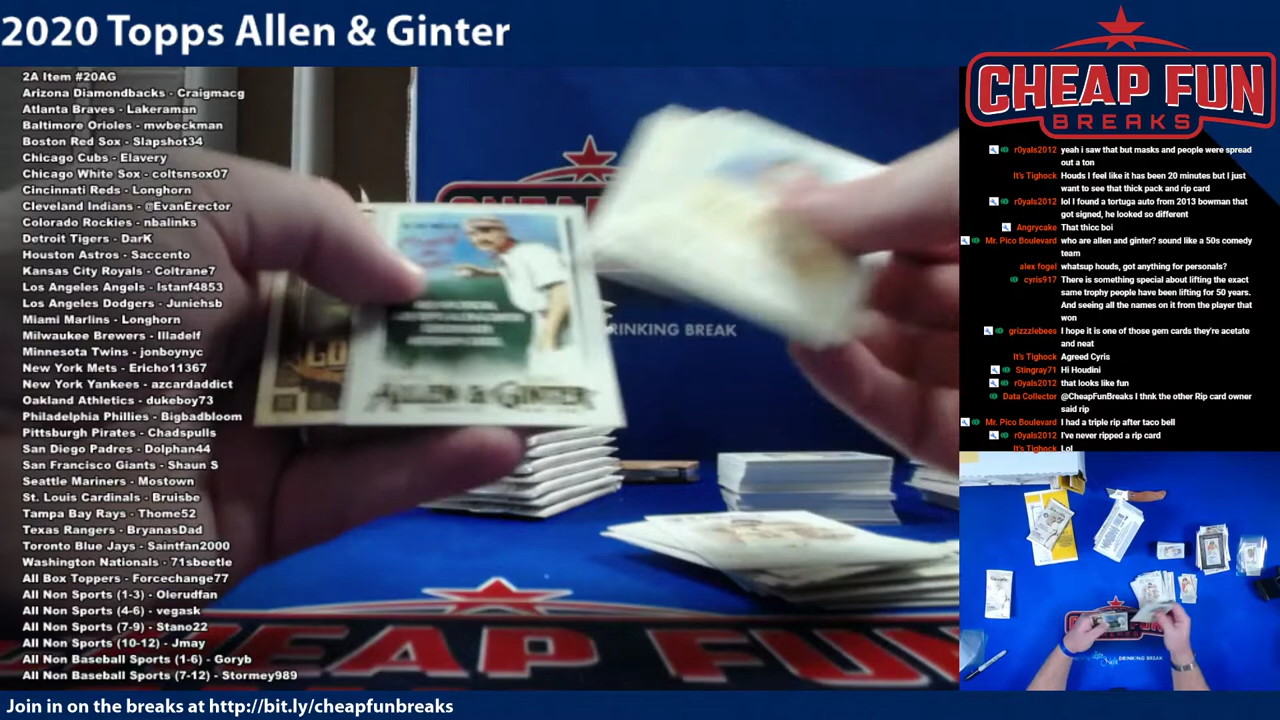 2020 Topps Allen & Ginter
2A Item #20AG
Arizona Diamondbacks - Craigmacg
Atlanta Braves - Lakeraman
Baltimore Orioles - mwbeckman
Boston Red Sox - Slapshot34
Chicago Cubs - Elavery
Chicago White Sox - coltsnsox07
Cincinnati Reds - Longhorn
Cleveland Indians - @EvanErector
Colorado Rockies - nbalinks
Detroit Tigers - DarK
Houston Astros - Saccento
Kansas City Royals - Coltrane7
Los Angeles Angels - Istanf4853
Los Angeles Dodgers - Juniehsb
Miami Marlins - Longhorn
Milwaukee Brewers - Illadelf
Minnesota Twins - jonboynyc
New York Mets - Ericho11367
New York Yankees - azcardaddict
Oakland Athletics - dukeboy73
Philadelphia Phillies - Bigbadbloom
Pittsburgh Pirates - Chadspulls
San Diego Padres - Dolphan44
San Francisco Giants - Shaun S
Seattle Mariners - Mostown
St. Louis Cardinals - Bruisbe
Tampa Bay Rays - Thome52
Texas Rangers - BryanasDad
Toronto Blue Jays - Saintfan2000
Washington Nationals - 71sbeetle
All Box Toppers - Forcechange77
All Non Sports (1-3) - Olerudfan
All Non Sports (4-6) - vegask
All Non Sports (7-9) - Stano22
All Non Sports (10-12) - Jmay
All Non Baseball Sports (1-6) - Goryb
All Non Baseball Sports (7-12) - Stormey989
ALLEN & GINTER
RINKING BREAK
CHEAP FUN
CHEAP FUN
BREAKS
r0yals2012 yeah i saw that but masks and people were spread
out a ton
It's Tighock Houds I feel like it has been 20 minutes but I just
want to see that thick pack and rip card
r0yals2012 lol I found a tortuga auto from 2013 bowman that
got signed, he looked so different
Angrycake That thicc boi
Mr. Pico Boulevard who are allen and ginter? sound like a 50s comedy
team
alex fogel whatsup houds, got anything for personals?
cyris917 There is something special about lifting the exact
same trophy people have been lifting for 50 years.
And seeing all the names on it from the player that
won
grizzzlebees I hope it is one of those gem cards they're acetate
and neat
It's Tighock Agreed Cyris
Stingray71 Hi Houdini
r0yals2012 that looks like fun
Data Collector @CheapFunBreaks I thnk the other Rip card owner
said rip
Mr. Pico Boulevard I had a triple rip after taco bell
r0yals2012 I've never ripped a rip card
It's Tighock Lol
CHEAP FUN
DRINKING BREAK
Join in on the breaks at http://bit.ly/cheapfunbreaks